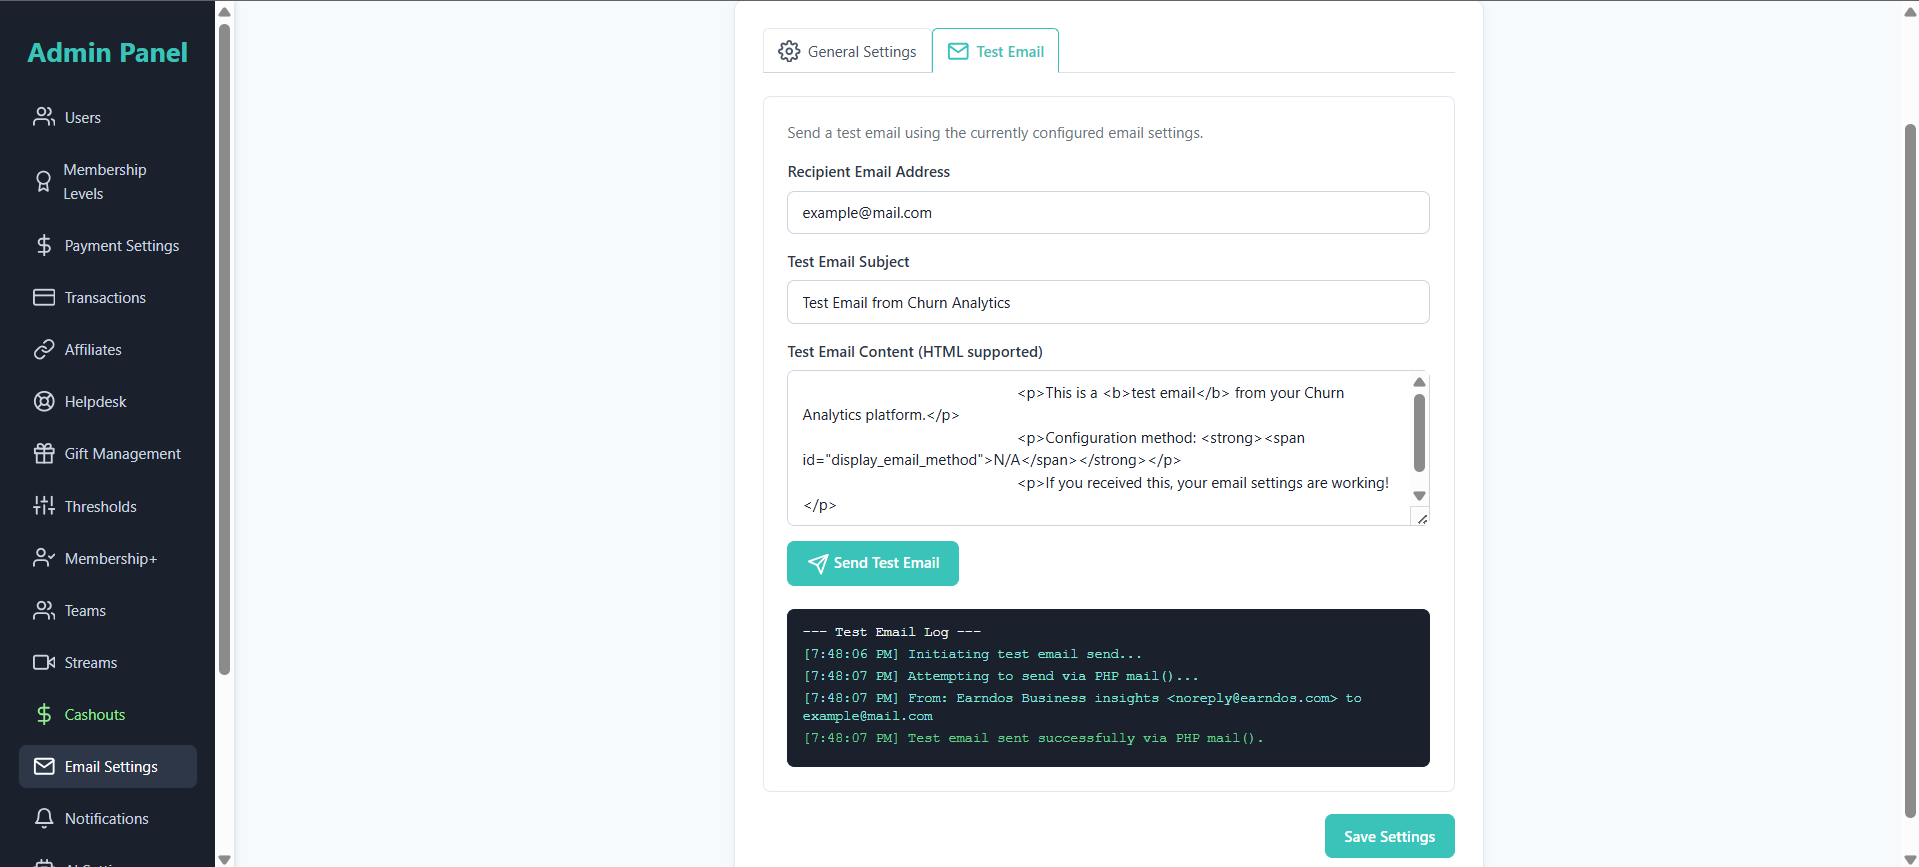 Admin Panel
Users
Membership
Levels
Payment Settings
Transactions
Affiliates
Helpdesk
Gift Management
Thresholds
Membership+
Teams
Streams
Cashouts
Email Settings
Notifications
General Settings
Test Email
Send a test email using the currently configured email settings.
Recipient Email Address
example@mail.com
Test Email Subject
Test Email from Churn Analytics
Test Email Content (HTML supported)
<p>This is a <b>test email</b> from your Churn
Analytics platform.</p>
<p>Configuration method: <strong><span
id="display_email_method">N/A</span></strong></p>
<p>If you received this, your email settings are working!
</p>
Send Test Email
--- Test Email Log ---
[7:48:06 PM] Initiating test email send...
[7:48:07 PM] Attempting to send via PHP mail()...
[7:48:07 PM] From: Earndos Business insights <noreply@earndos.com> to
example@mail.com
[7:48:07 PM] Test email sent successfully via PHP mail().
Save Settings